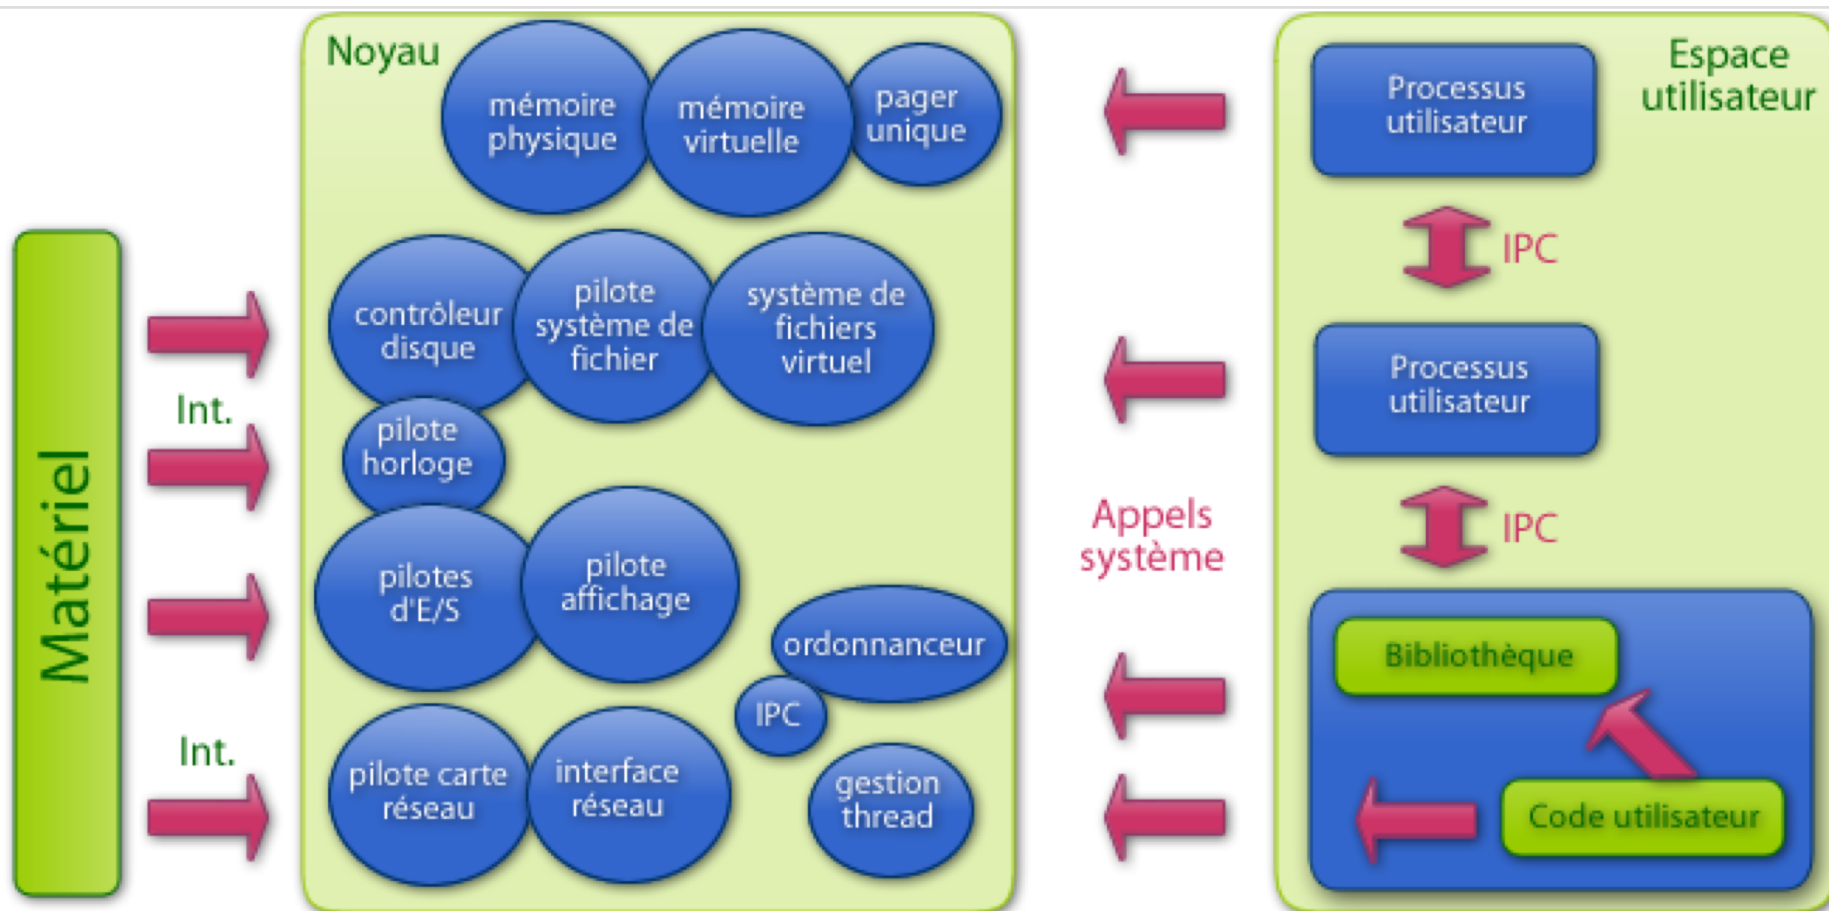 Noyau
mémoire
physique
mémoire
virtuelle
pager
unique
Espace
utilisateur
Processus
utilisateur
IPC
contrôleur
disque
pilote
système de
fichier
système de
fichiers
virtuel
Processus
utilisateur
Int.
pilote
horloge
Matériel
Appels
système
IPC
pilotes
d'E/S
pilote
affichage
ordonnanceur
IPC
Bibliothèque
Int.
pilote carte
réseau
interface
réseau
gestion
thread
Code utilisateur